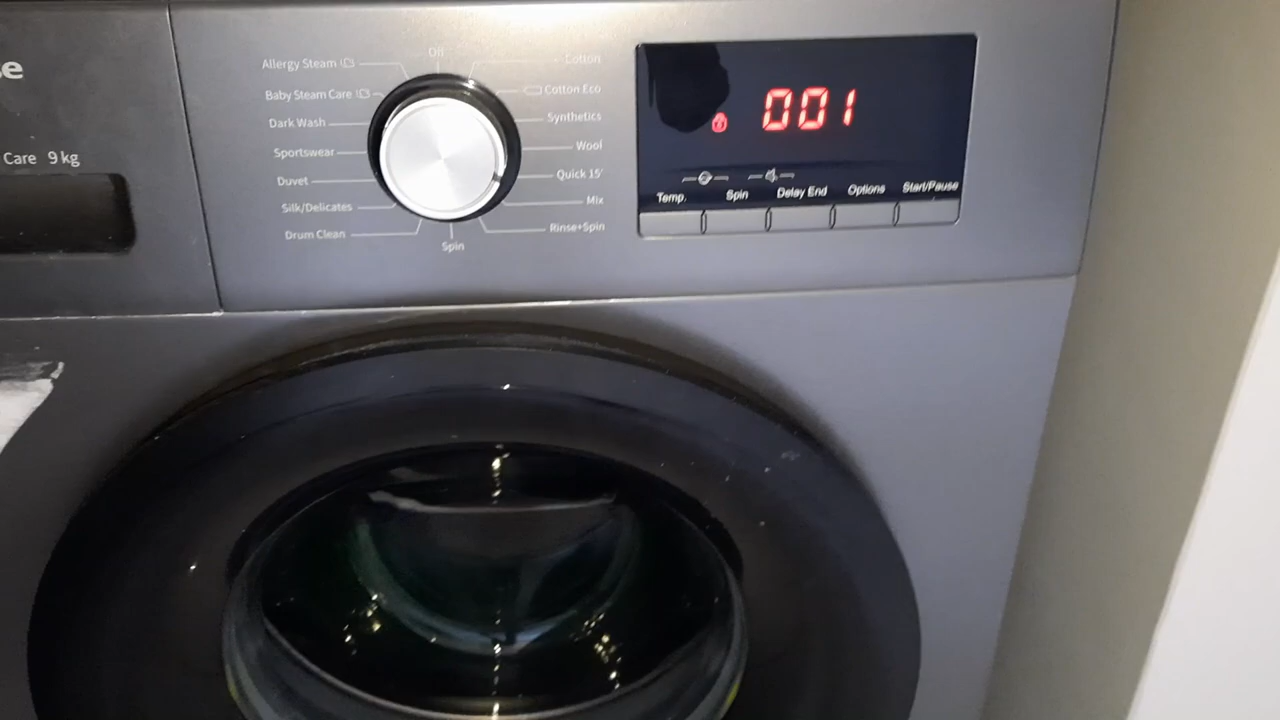 se
Care 9 kg
Off
Allergy Steam
Baby Steam Care
Dark Wash
Sportswear
Duvet
Silk/Delicates
Drum Clean
Spin
Cotton
Cotton Eco
Synthetics
Wool
Quick 15'
Mix
Rinse+Spin
001
Temp. Spin Delay End Options Start/Pause